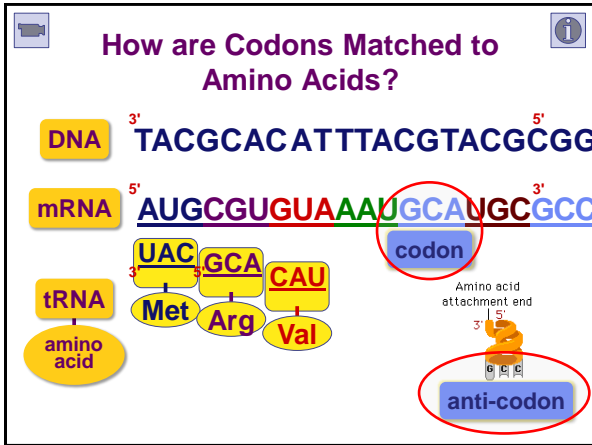 How are Codons Matched to
Amino Acids?
3' 5'
DNA TACGCACATTTACGTACGCGG
5' 3'
mRNA AUGCGUGUAAAUGCAUGCGCC
codon
UAC GCA CAU
3' 5'
tRNA
Met Arg Val
amino
acid
Amino acid
attachment end
5'
3'
G C C
anti-codon